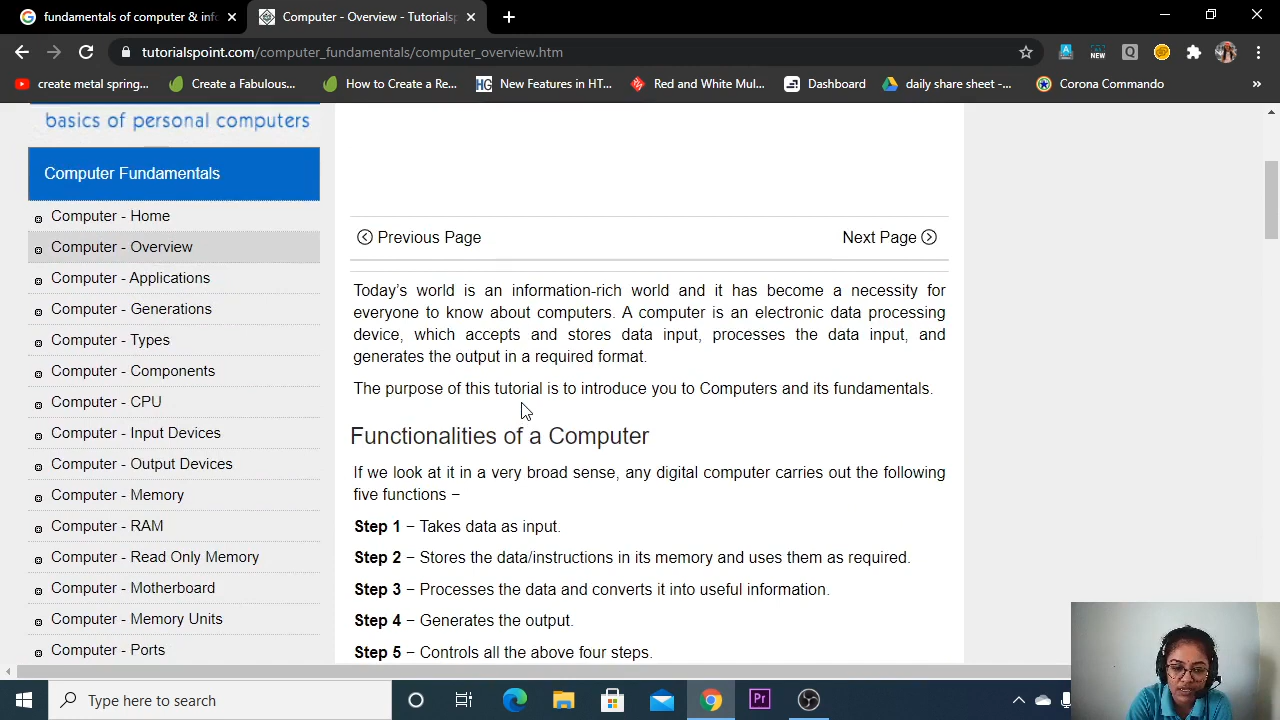 fundamentals of computer & inf
Computer - Overview - Tutorialsp
tutorialspoint.com/computer_fundamentals/computer_overview.htm
NEW
create metal spring...
Create a Fabulous...
How to Create a Re...
HG New Features in HT...
Red and White Mul...
Dashboard
daily share sheet -...
Corona Commando
»
basics of personal computers
Computer Fundamentals
Computer - Home
Computer - Overview
Computer - Applications
Computer - Generations
Computer - Types
Computer - Components
Computer - CPU
Computer - Input Devices
Computer - Output Devices
Computer - Memory
Computer - RAM
Computer - Read Only Memory
Computer - Motherboard
Computer - Memory Units
Computer - Ports
Previous Page
Next Page
Today's world is an information-rich world and it has become a necessity for
everyone to know about computers. A computer is an electronic data processing
device, which accepts and stores data input, processes the data input, and
generates the output in a required format.
The purpose of this tutorial is to introduce you to Computers and its fundamentals.
Functionalities of a Computer
If we look at it in a very broad sense, any digital computer carries out the following
five functions −
Step 1 − Takes data as input.
Step 2 − Stores the data/instructions in its memory and uses them as required.
Step 3 − Processes the data and converts it into useful information.
Step 4 − Generates the output.
Step 5 − Controls all the above four steps.
Type here to search
Pr